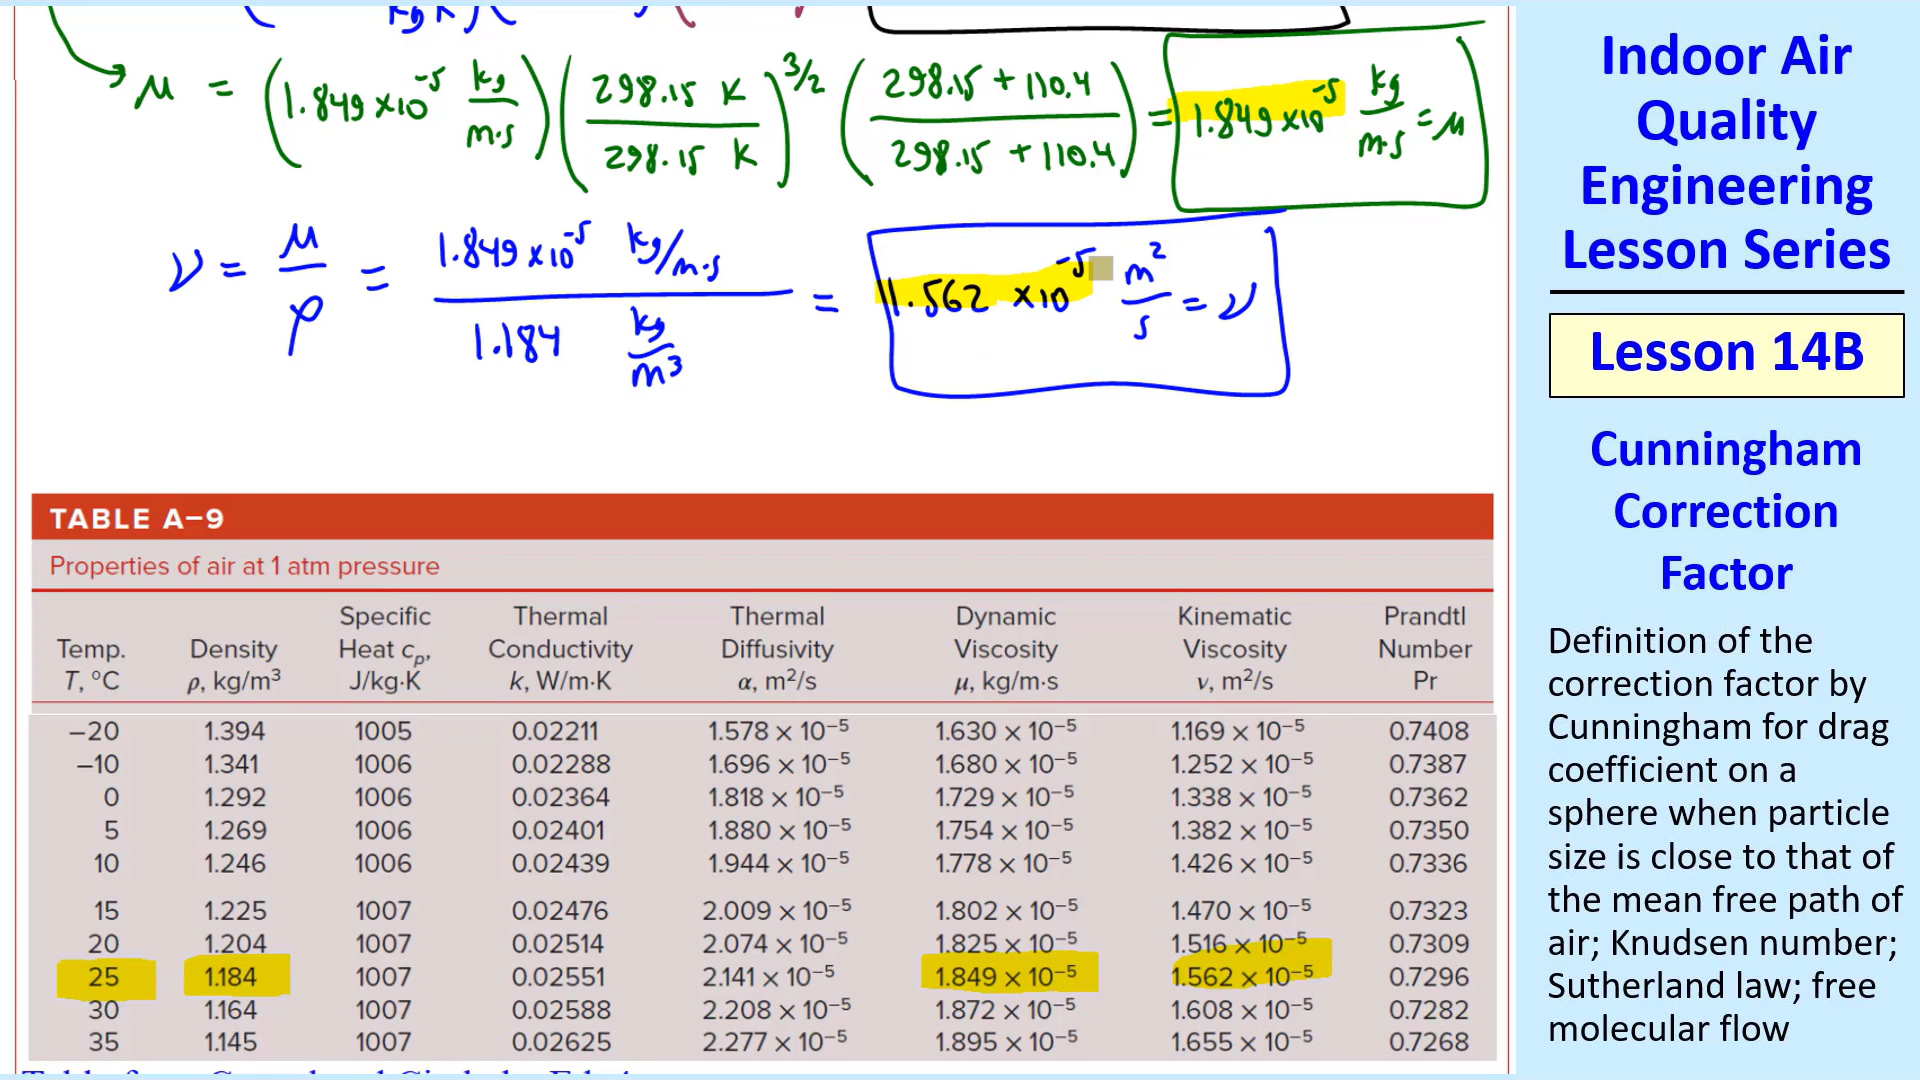 kg K
μ = (1.849 x10^-5 kg/m·s) (298.15 K / 298.15 K)^3/2 (298.15 + 110.4 / 298.15 + 110.4) = 1.849 x10^-5 kg/m·s = μ
ν = μ/ρ = 1.849 x10^-5 kg/m·s / 1.184 kg/m³ = 1.562 x10^-5 m²/s = ν
TABLE A–9
Properties of air at 1 atm pressure
Specific Thermal Thermal Dynamic Kinematic Prandtl
Temp. Density Heat cp, Conductivity Diffusivity Viscosity Viscosity Number
T, °C ρ, kg/m³ J/kg·K k, W/m·K α, m²/s μ, kg/m·s ν, m²/s Pr
−20 1.394 1005 0.02211 1.578 × 10−5 1.630 × 10−5 1.169 × 10−5 0.7408
−10 1.341 1006 0.02288 1.696 × 10−5 1.680 × 10−5 1.252 × 10−5 0.7387
0 1.292 1006 0.02364 1.818 × 10−5 1.729 × 10−5 1.338 × 10−5 0.7362
5 1.269 1006 0.02401 1.880 × 10−5 1.754 × 10−5 1.382 × 10−5 0.7350
10 1.246 1006 0.02439 1.944 × 10−5 1.778 × 10−5 1.426 × 10−5 0.7336
15 1.225 1007 0.02476 2.009 × 10−5 1.802 × 10−5 1.470 × 10−5 0.7323
20 1.204 1007 0.02514 2.074 × 10−5 1.825 × 10−5 1.516 × 10−5 0.7309
25 1.184 1007 0.02551 2.141 × 10−5 1.849 × 10−5 1.562 × 10−5 0.7296
30 1.164 1007 0.02588 2.208 × 10−5 1.872 × 10−5 1.608 × 10−5 0.7282
35 1.145 1007 0.02625 2.277 × 10−5 1.895 × 10−5 1.655 × 10−5 0.7268
Indoor Air
Quality
Engineering
Lesson Series
Lesson 14B
Cunningham
Correction
Factor
Definition of the
correction factor by
Cunningham for drag
coefficient on a
sphere when particle
size is close to that of
the mean free path of
air; Knudsen number;
Sutherland law; free
molecular flow